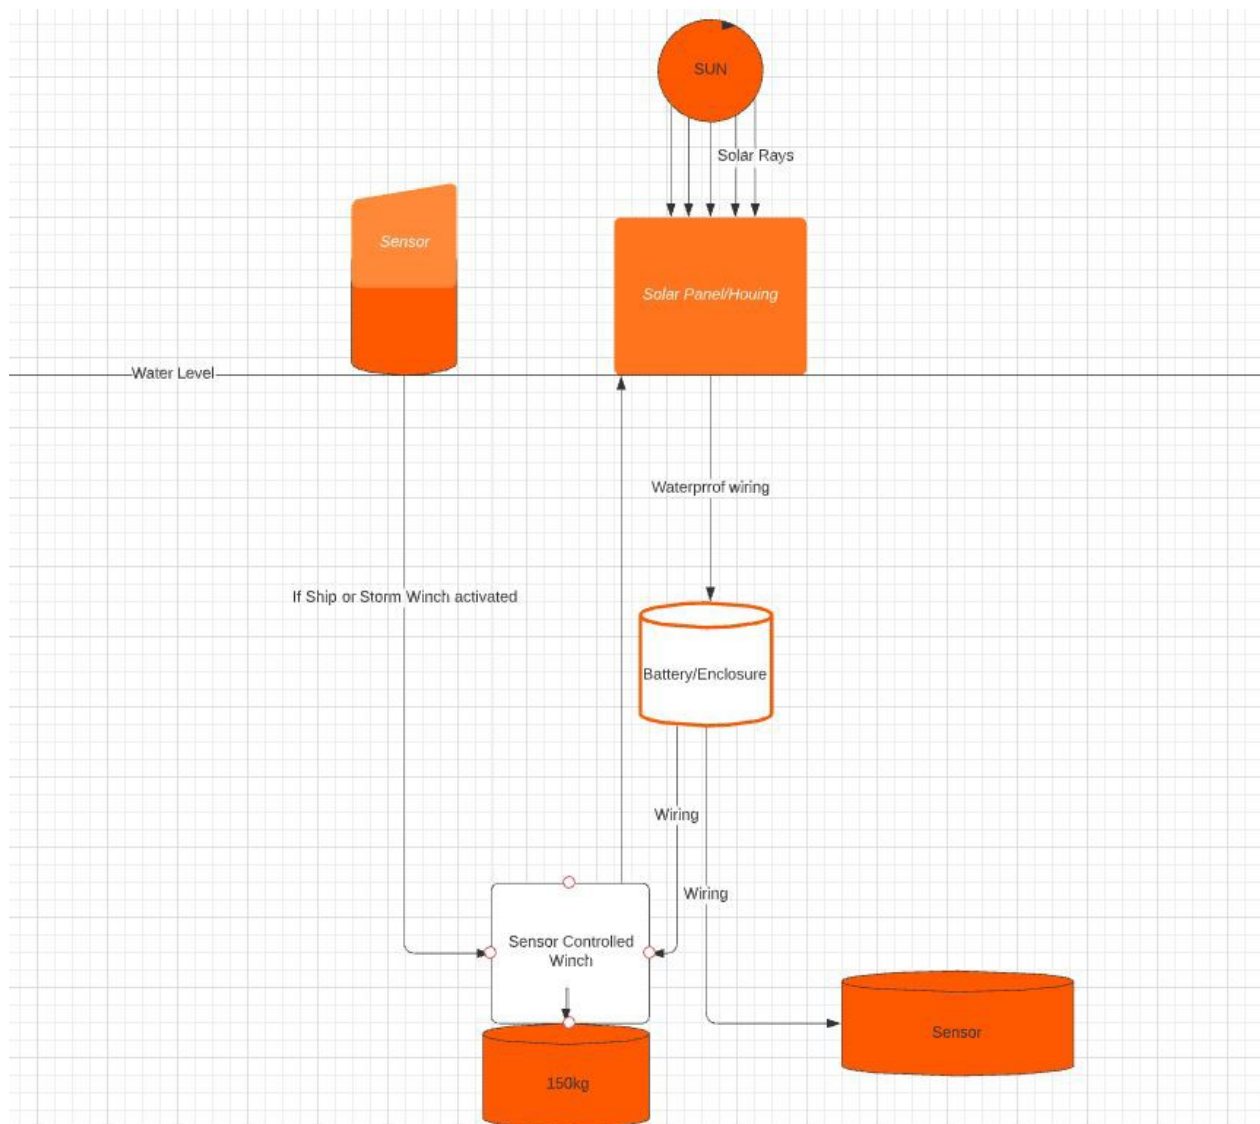 SUN
Solar Rays
Sensor
Solar Panel/Houing
Water Level
Waterprrof wiring
If Ship or Storm Winch activated
Battery/Enclosure
Wiring
Wiring
Sensor Controlled
Winch
Sensor
150kg